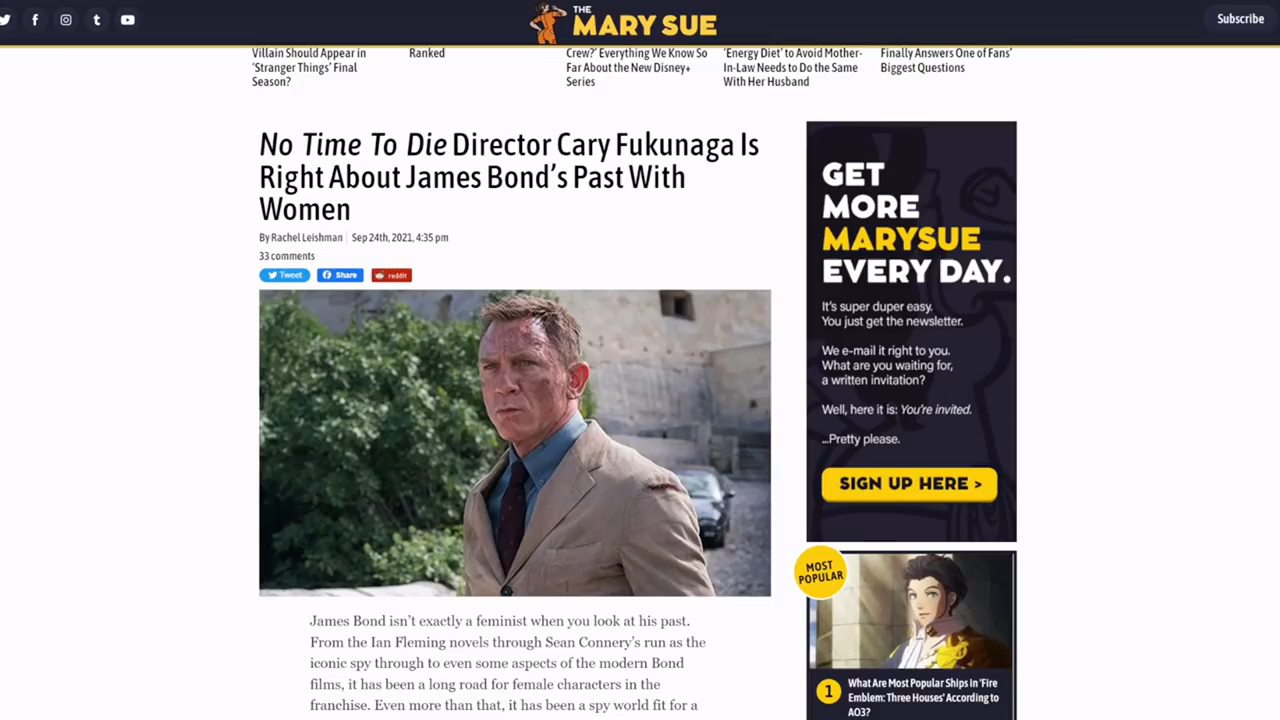 THE
MARY SUE
Subscribe
Villain Should Appear in
'Stranger Things' Final
Season?
Ranked
Crew?' Everything We Know So
Far About the New Disney+
Series
'Energy Diet' to Avoid Mother-
In-Law Needs to Do the Same
With Her Husband
Finally Answers One of Fans'
Biggest Questions
No Time To Die Director Cary Fukunaga Is
Right About James Bond's Past With
Women
By Rachel Leishman | Sep 24th, 2021, 4:35 pm
33 comments
Tweet
Share
reddit
James Bond isn't exactly a feminist when you look at his past.
From the Ian Fleming novels through Sean Connery's run as the
iconic spy through to even some aspects of the modern Bond
films, it has been a long road for female characters in the
franchise. Even more than that, it has been a spy world fit for a
GET
MORE
MARYSUE
EVERY DAY.
It's super duper easy.
You just get the newsletter.
We e-mail it right to you.
What are you waiting for,
a written invitation?
Well, here it is: You're invited.
...Pretty please.
SIGN UP HERE >
MOST
POPULAR
1
What Are Most Popular Ships in 'Fire
Emblem: Three Houses' According to
AO3?